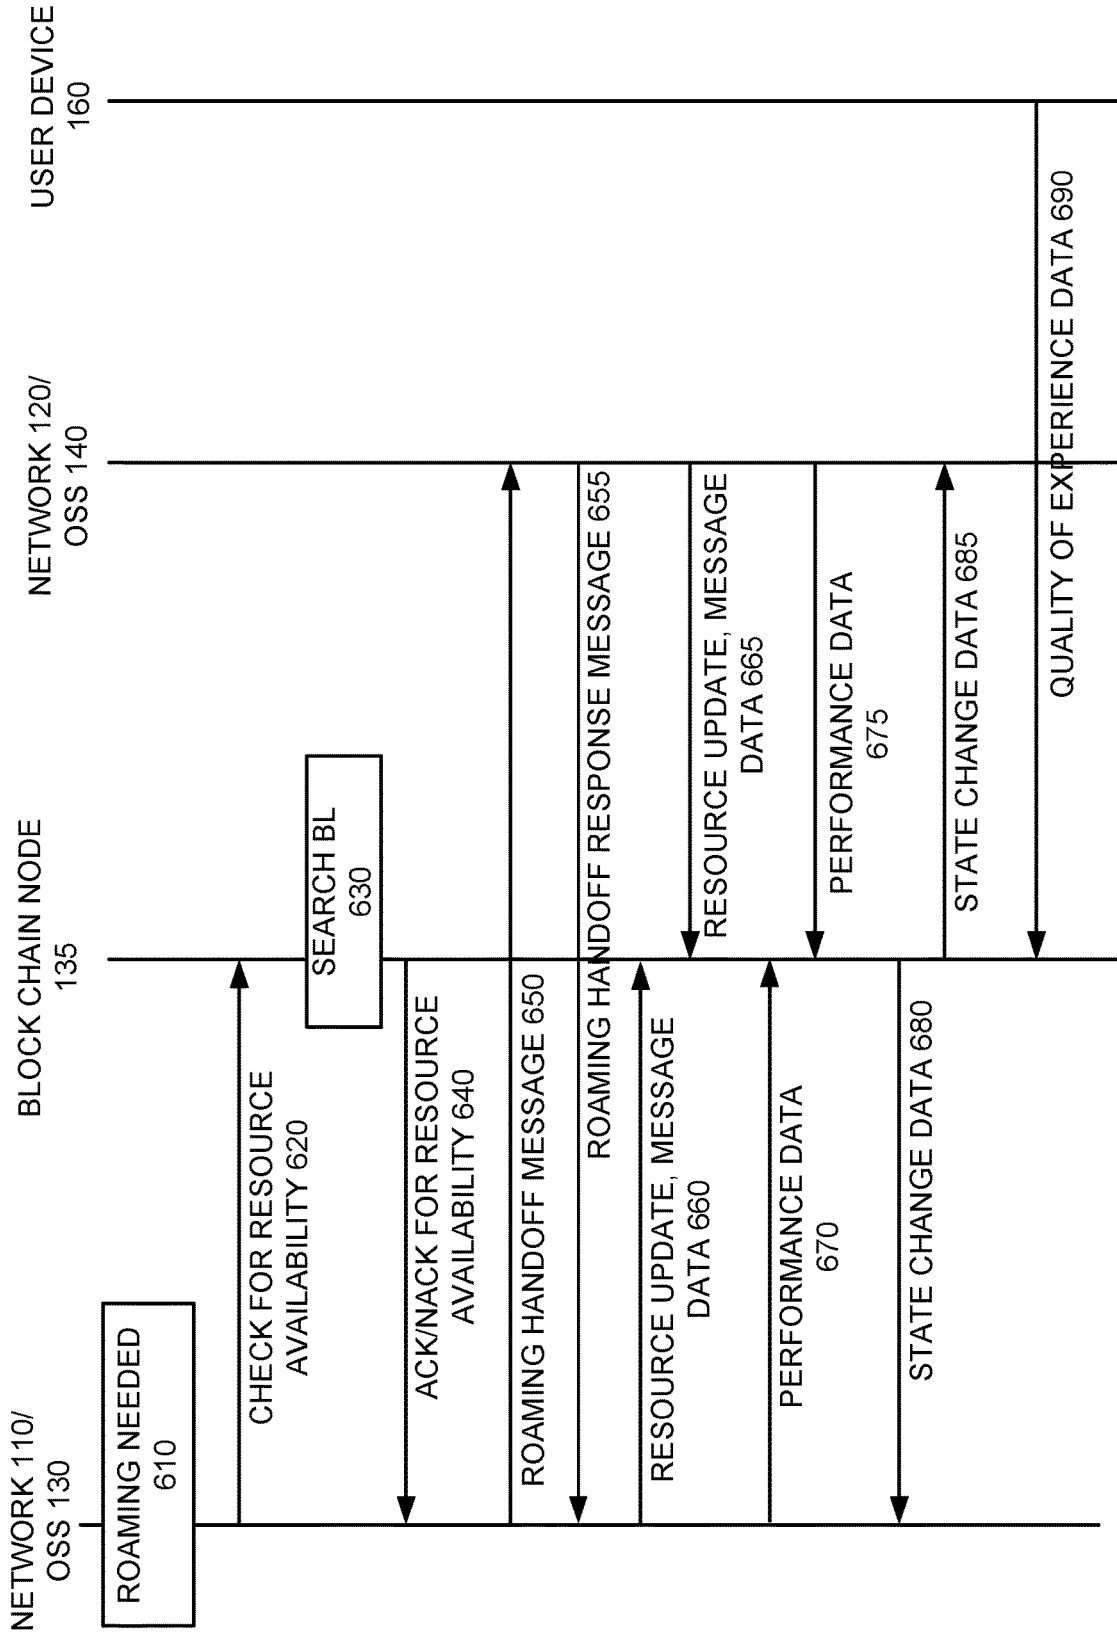 NETWORK 110/
OSS 130
BLOCK CHAIN NODE
135
NETWORK 120/
OSS 140
USER DEVICE
160
ROAMING NEEDED
610
CHECK FOR RESOURCE
AVAILABILITY 620
SEARCH BL
630
ACK/NACK FOR RESOURCE
AVAILABILITY 640
ROAMING HANDOFF MESSAGE 650
ROAMING HANDOFF RESPONSE MESSAGE 655
RESOURCE UPDATE, MESSAGE
DATA 660
RESOURCE UPDATE, MESSAGE
DATA 665
PERFORMANCE DATA
670
PERFORMANCE DATA
675
STATE CHANGE DATA 680
STATE CHANGE DATA 685
QUALITY OF EXPERIENCE DATA 690